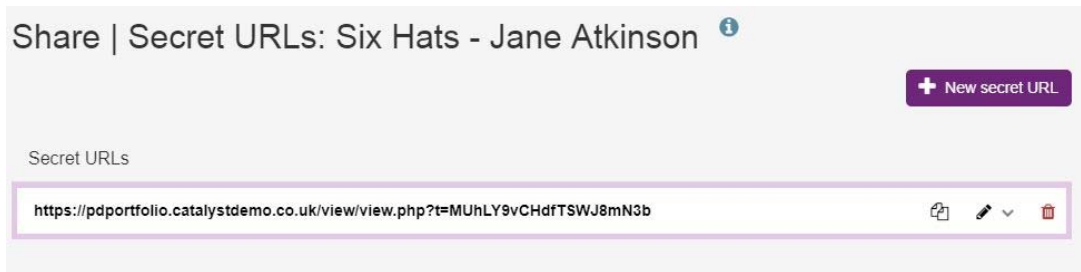 Share | Secret URLs: Six Hats - Jane Atkinson
New secret URL
Secret URLs
https://pdportfolio.catalystdemo.co.uk/view/view.php?t=MUhLY9vCHdfTSWJ8mN3b